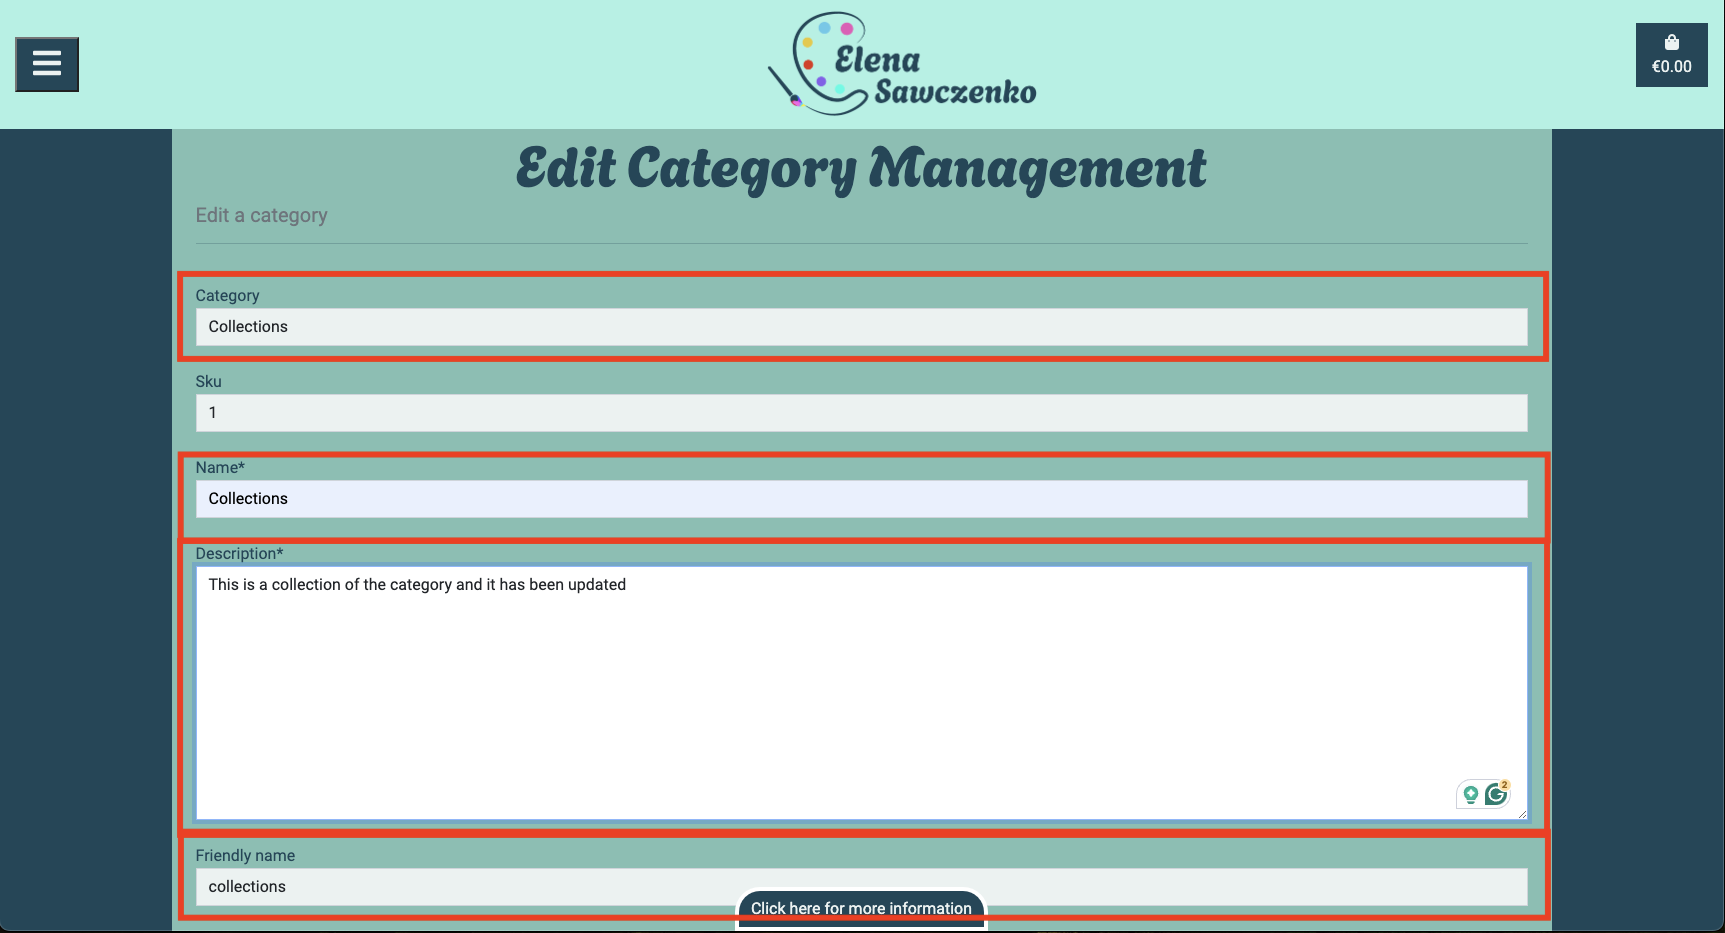 Elena
Sawczenko
€0.00
Edit Category Management
Edit a category
Category
Collections
Sku
1
Name*
Collections
Description*
This is a collection of the category and it has been updated
2
Friendly name
collections
Click here for more information